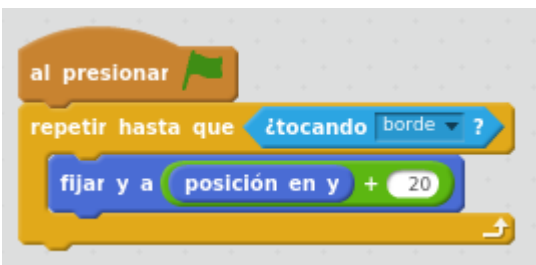 al presionar
repetir hasta que ¿tocando borde ?
fijar y a posición en y + 20